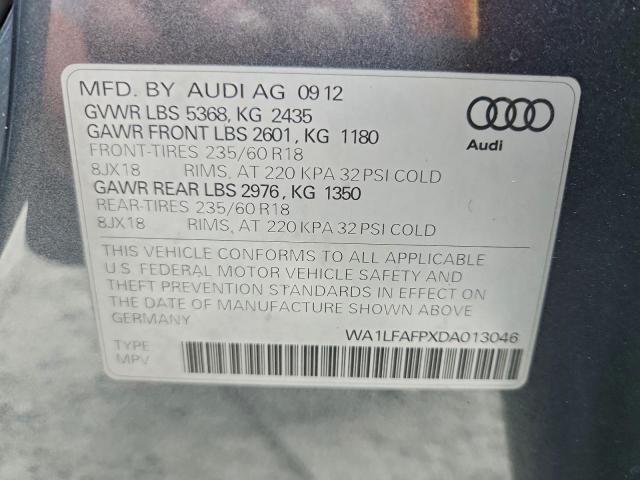 MFD. BY AUDI AG 09 12
GVWR LBS 5368, KG 2435
GAWR FRONT LBS 2601, KG 1180
FRONT-TIRES 235/60 R18
8JX18 RIMS, AT 220 KPA 32 PSI COLD
GAWR REAR LBS 2976, KG 1350
REAR-TIRES 235/60 R18
8JX18 RIMS, AT 220 KPA 32 PSI COLD
Audi
THIS VEHICLE CONFORMS TO ALL APPLICABLE
U.S. FEDERAL MOTOR VEHICLE SAFETY AND
THEFT PREVENTION STANDARDS IN EFFECT ON
THE DATE OF MANUFACTURE SHOWN ABOVE
GERMANY
WA1LFAFPXDA013046
TYPE
MPV